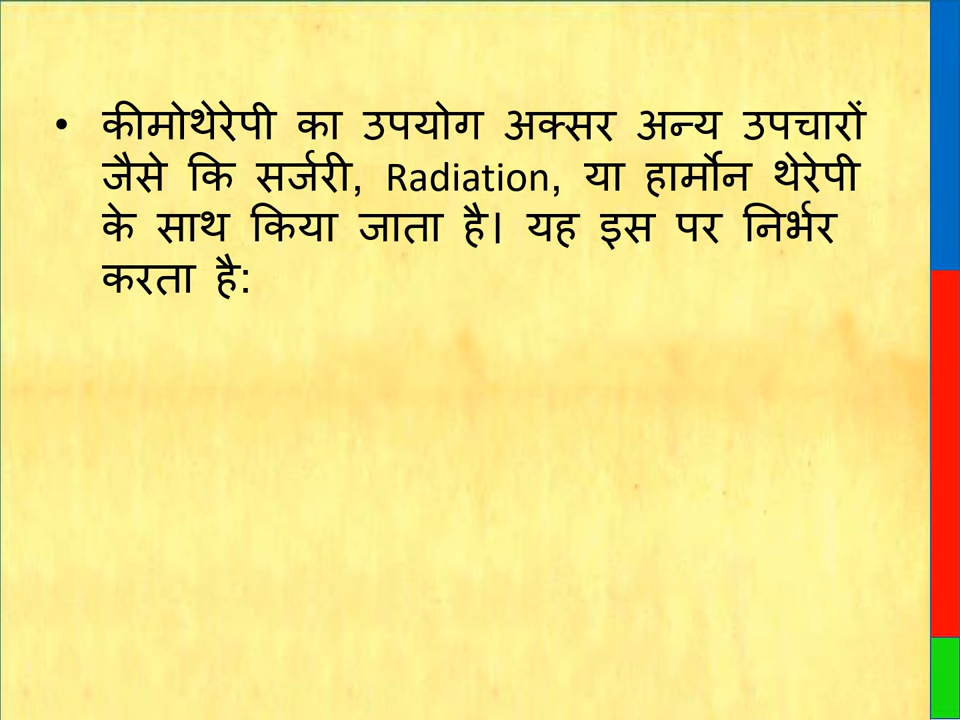 • कीमोथेरेपी का उपयोग अक्सर अन्य उपचारों
जैसे कि सर्जरी, Radiation, या हार्मोन थेरेपी
के साथ किया जाता है। यह इस पर निर्भर
करता है: